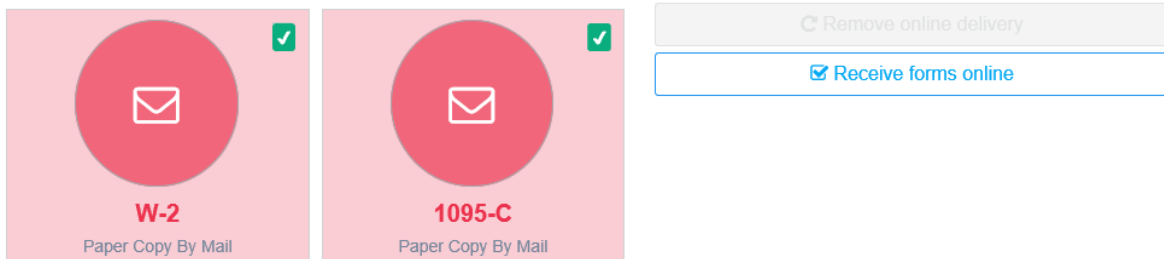 W-2
Paper Copy By Mail
1095-C
Paper Copy By Mail
Remove online delivery
Receive forms online